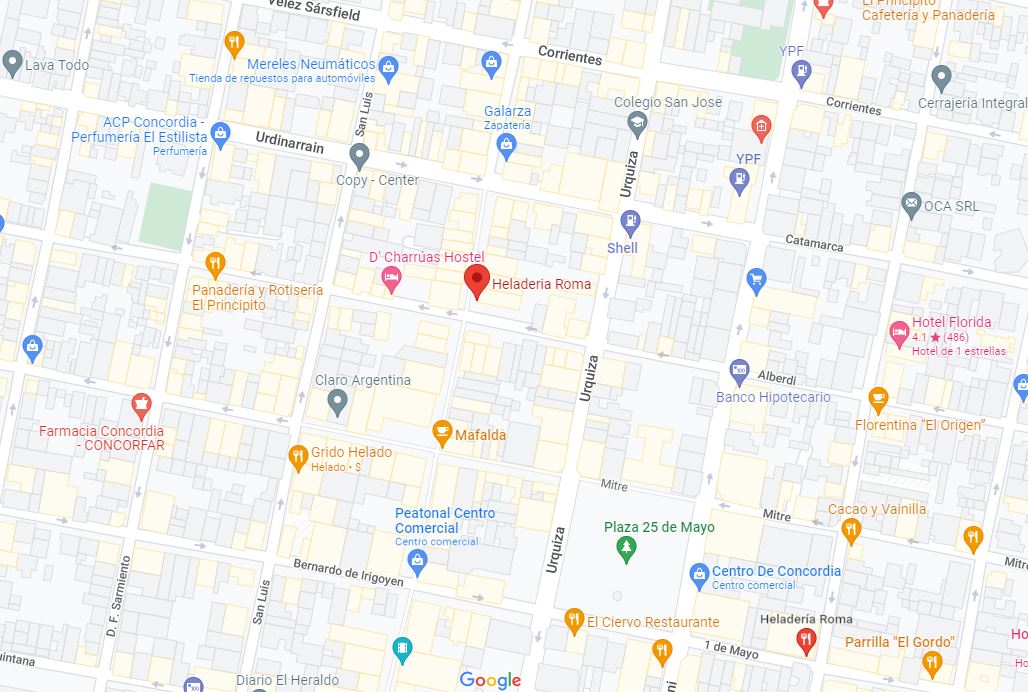 Vélez Sársfield
El Principito
Cafetería y Panadería
Corrientes
YPF
Lava Todo
Mereles Neumáticos
Tienda de repuestos para automóviles
Cerrajería Integral
Corrientes
San Luis
Galarza
Zapatería
Colegio San Jose
ACP Concordia -
Perfumería El Estilista
Perfumería
Urdinarrain
YPF
Copy - Center
Urquiza
OCA SRL
Shell
Catamarca
D' Charrúas Hostel
Heladeria Roma
Panadería y Rotisería
El Principito
Hotel Florida
4.1 ★ (486)
Hotel de 1 estrellas
Claro Argentina
Urquiza
Alberdi
Banco Hipotecario
Farmacia Concordia
- CONCORFAR
Mafalda
Florentina "El Origen"
Grido Helado
Helado • $
Mitre
Peatonal Centro
Comercial
Centro comercial
Mitre
Cacao y Vainilla
Plaza 25 de Mayo
Urquiza
Mitre
Bernardo de Irigoyen
Centro De Concordia
Centro comercial
D. F. Sarmiento
San Luis
El Ciervo Restaurante
Heladería Roma
Ho
1 de Mayo
Parrilla "El Gordo"
Ho
uintana
Diario El Heraldo
Google
ni